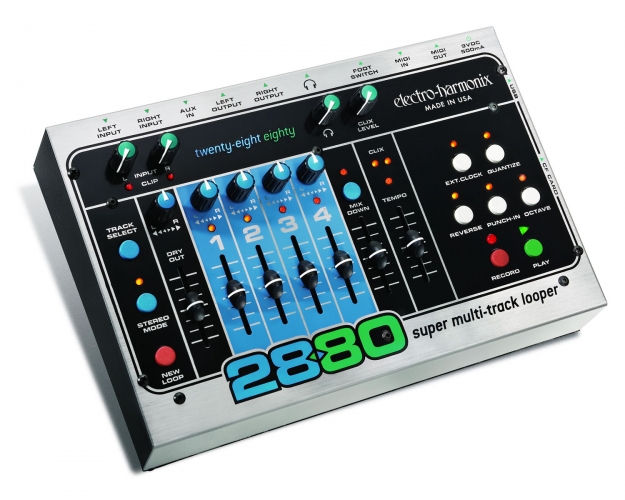 LEFT
INPUT
RIGHT
INPUT
AUX
IN
LEFT
OUTPUT
RIGHT
OUTPUT
FOOT
SWITCH
MIDI
IN
MIDI
OUT
9VDC
500mA
electro-harmonix
MADE IN USA
USB
CF CARD
INPUT
CLIP
twenty-eight eighty
CLIX
LEVEL
TRACK
SELECT
STEREO
MODE
NEW
LOOP
DRY
OUT
L R
1
2
3
4
MIX
DOWN
CLIX
TEMPO
EXT.CLOCK
QUANTIZE
REVERSE
PUNCH-IN
OCTAVE
RECORD
PLAY
2880
super multi-track looper